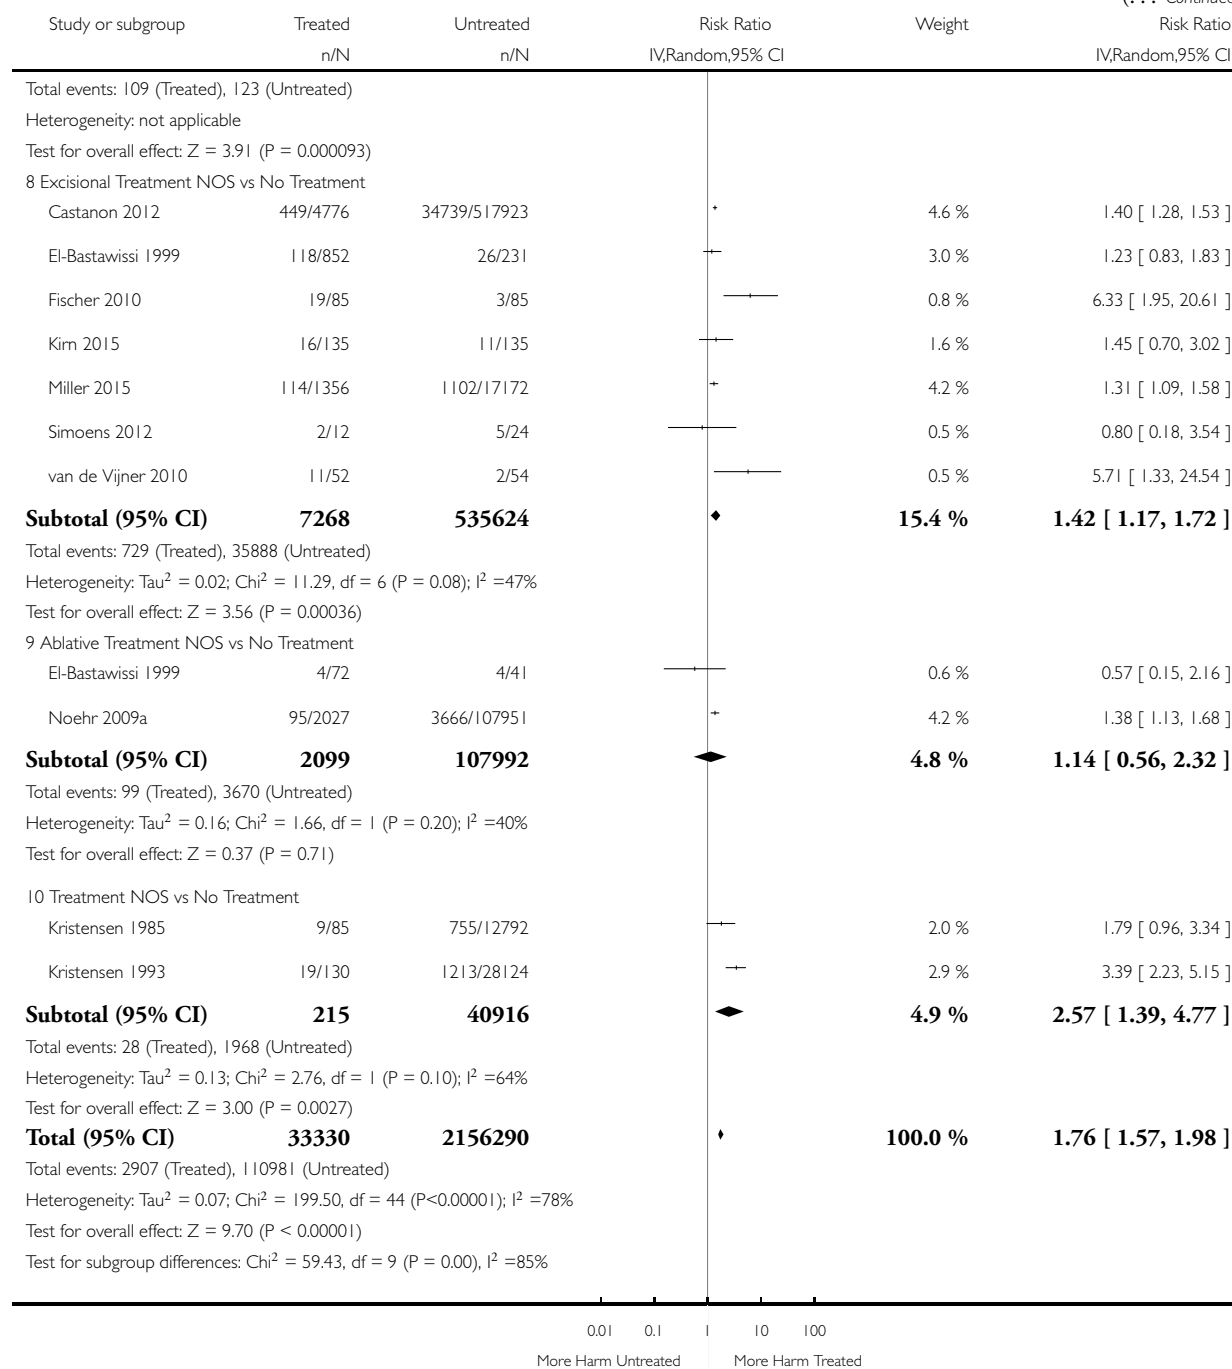 (. . . Continued
Study or subgroup Treated Untreated Risk Ratio Weight Risk Ratio
n/N n/N IV,Random,95% CI IV,Random,95% CI
Total events: 109 (Treated), 123 (Untreated)
Heterogeneity: not applicable
Test for overall effect: Z = 3.91 (P = 0.000093)
8 Excisional Treatment NOS vs No Treatment
Castanon 2012 449/4776 34739/517923 4.6 % 1.40 [ 1.28, 1.53 ]
El-Bastawissi 1999 118/852 26/231 3.0 % 1.23 [ 0.83, 1.83 ]
Fischer 2010 19/85 3/85 0.8 % 6.33 [ 1.95, 20.61 ]
Kirn 2015 16/135 11/135 1.6 % 1.45 [ 0.70, 3.02 ]
Miller 2015 114/1356 1102/17172 4.2 % 1.31 [ 1.09, 1.58 ]
Simoens 2012 2/12 5/24 0.5 % 0.80 [ 0.18, 3.54 ]
van de Vijner 2010 11/52 2/54 0.5 % 5.71 [ 1.33, 24.54 ]
Subtotal (95% CI) 7268 535624 15.4 % 1.42 [ 1.17, 1.72 ]
Total events: 729 (Treated), 35888 (Untreated)
Heterogeneity: Tau² = 0.02; Chi² = 11.29, df = 6 (P = 0.08); I² =47%
Test for overall effect: Z = 3.56 (P = 0.00036)
9 Ablative Treatment NOS vs No Treatment
El-Bastawissi 1999 4/72 4/41 0.6 % 0.57 [ 0.15, 2.16 ]
Noehr 2009a 95/2027 3666/107951 4.2 % 1.38 [ 1.13, 1.68 ]
Subtotal (95% CI) 2099 107992 4.8 % 1.14 [ 0.56, 2.32 ]
Total events: 99 (Treated), 3670 (Untreated)
Heterogeneity: Tau² = 0.16; Chi² = 1.66, df = 1 (P = 0.20); I² =40%
Test for overall effect: Z = 0.37 (P = 0.71)
10 Treatment NOS vs No Treatment
Kristensen 1985 9/85 755/12792 2.0 % 1.79 [ 0.96, 3.34 ]
Kristensen 1993 19/130 1213/28124 2.9 % 3.39 [ 2.23, 5.15 ]
Subtotal (95% CI) 215 40916 4.9 % 2.57 [ 1.39, 4.77 ]
Total events: 28 (Treated), 1968 (Untreated)
Heterogeneity: Tau² = 0.13; Chi² = 2.76, df = 1 (P = 0.10); I² =64%
Test for overall effect: Z = 3.00 (P = 0.0027)
Total (95% CI) 33330 2156290 100.0 % 1.76 [ 1.57, 1.98 ]
Total events: 2907 (Treated), 110981 (Untreated)
Heterogeneity: Tau² = 0.07; Chi² = 199.50, df = 44 (P<0.00001); I² =78%
Test for overall effect: Z = 9.70 (P < 0.00001)
Test for subgroup differences: Chi² = 59.43, df = 9 (P = 0.00), I² =85%
0.01 0.1 1 10 100
More Harm Untreated More Harm Treated